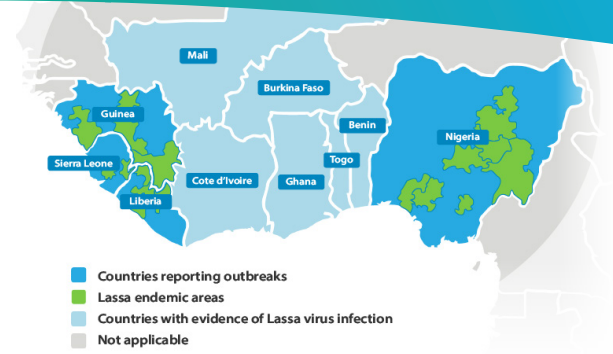 Mali
Burkina Faso
Guinea
Benin
Nigeria
Togo
Sierra Leone
Cote d'Ivoire
Ghana
Liberia
Countries reporting outbreaks
Lassa endemic areas
Countries with evidence of Lassa virus infection
Not applicable